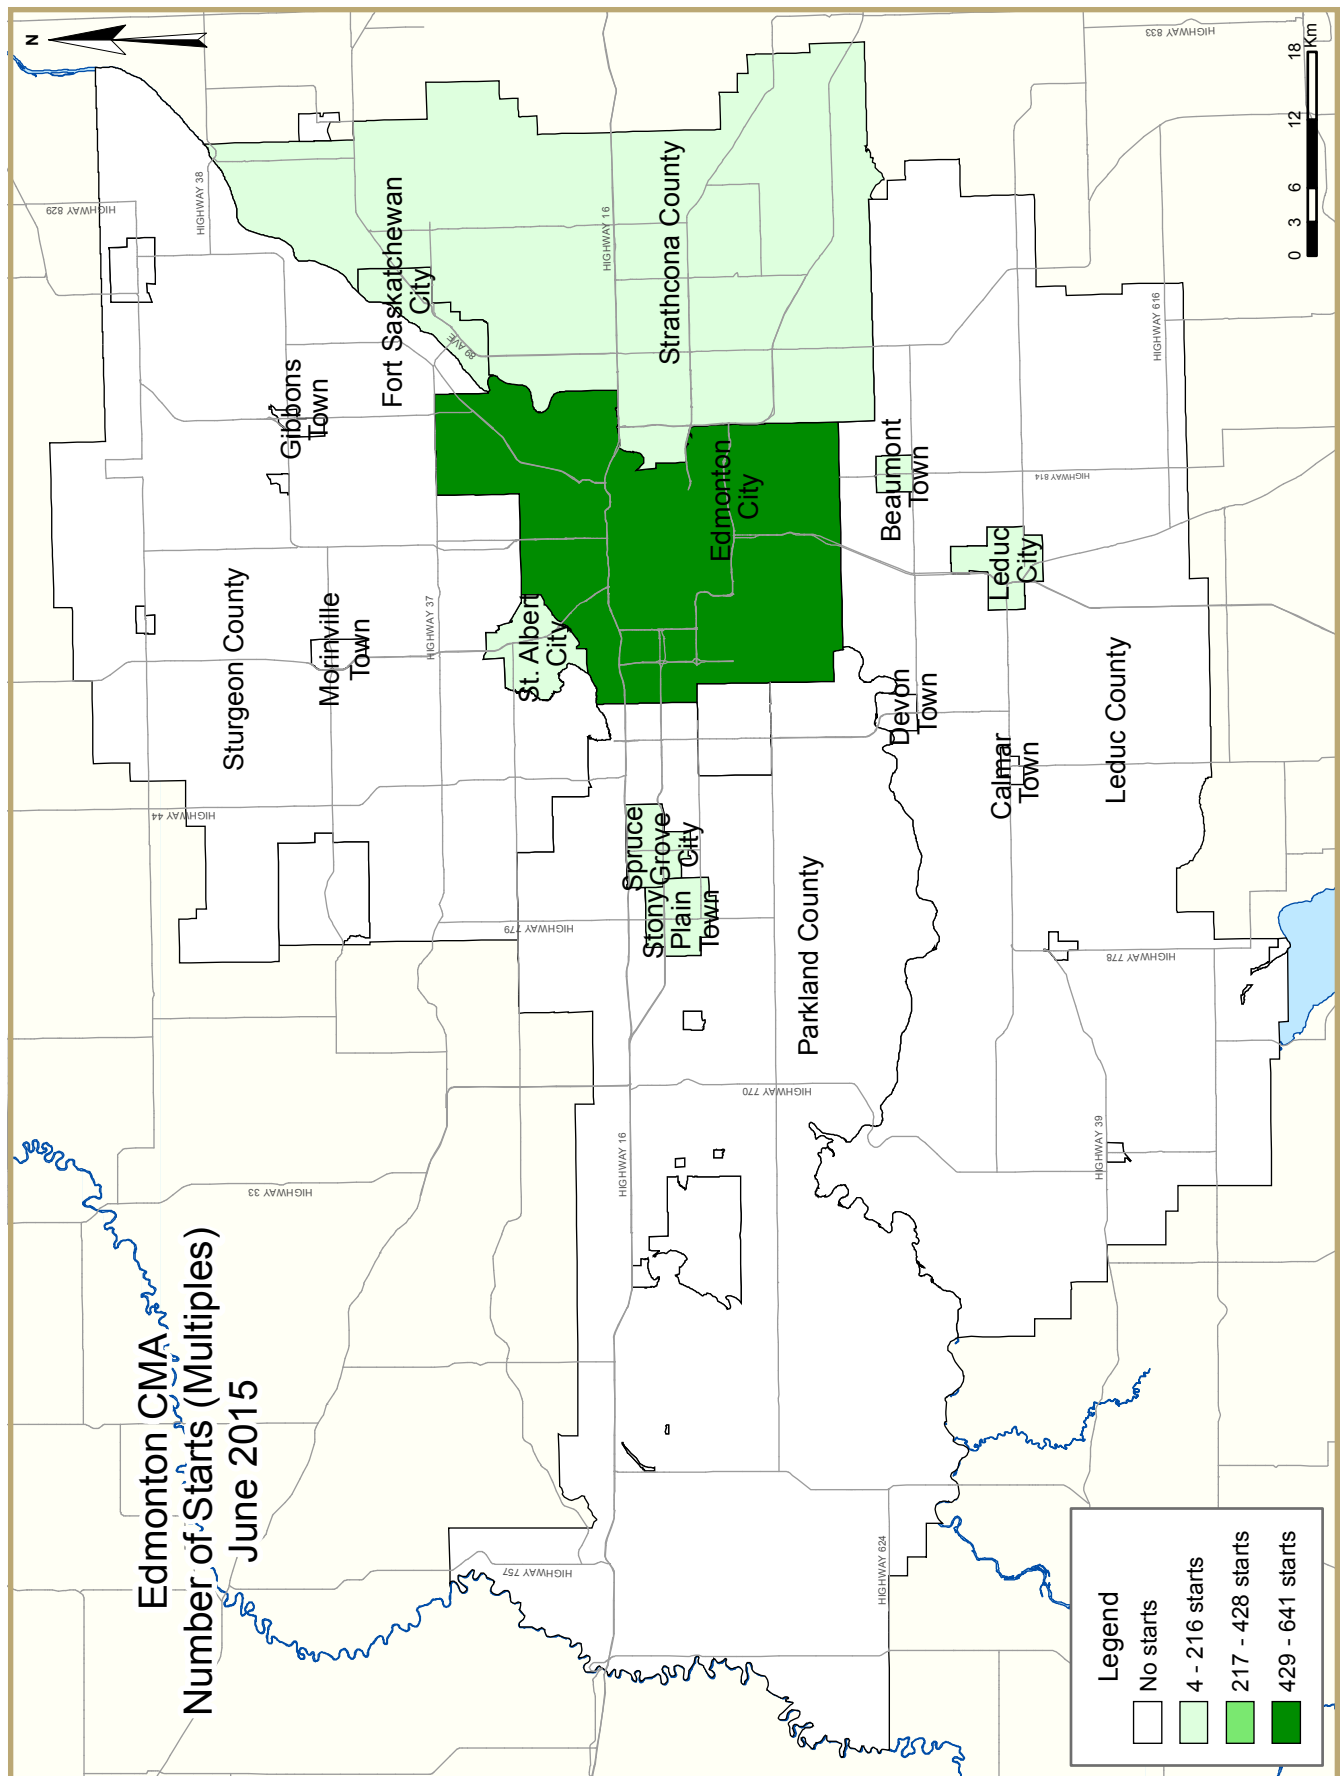 Edmonton CMA
Number of Starts (Multiples)
June 2015
N
HIGHWAY 829
HIGHWAY 38
HIGHWAY 833
HIGHWAY 44
HIGHWAY 33
Sturgeon County
Gibbons
Town
Morinville
Town
HIGHWAY 37
Fort Saskatchewan
City
89 AVE
St. Albert
City
HIGHWAY 779
HIGHWAY 757
HIGHWAY 16
HIGHWAY 16
Strathcona County
Edmonton
City
Spruce
Grove
City
Stony
Plain
Town
HIGHWAY 770
Parkland County
Beaumont
Town
Devon
Town
HIGHWAY 624
Leduc
City
Calmar
Town
HIGHWAY 814
Leduc County
HIGHWAY 39
HIGHWAY 778
HIGHWAY 616
Legend
No starts
4 - 216 starts
217 - 428 starts
429 - 641 starts
0 3 6 12 18
Km